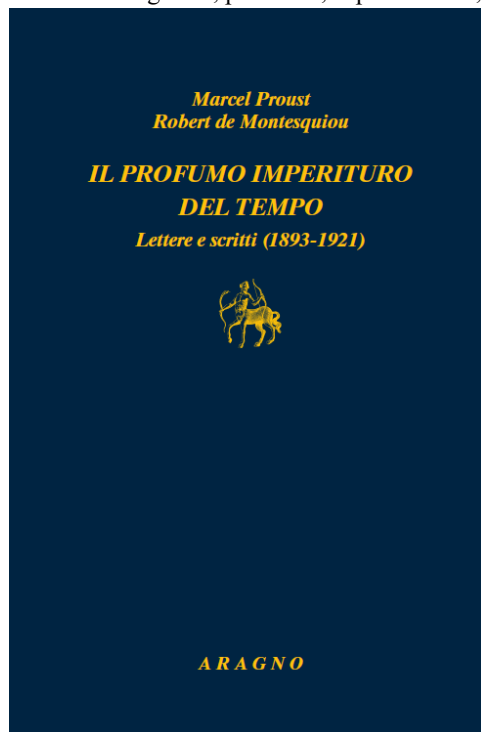 Marcel Proust
Robert de Montesquiou
IL PROFUMO IMPERITURO
DEL TEMPO
Lettere e scritti (1893-1921)
ARAGNO